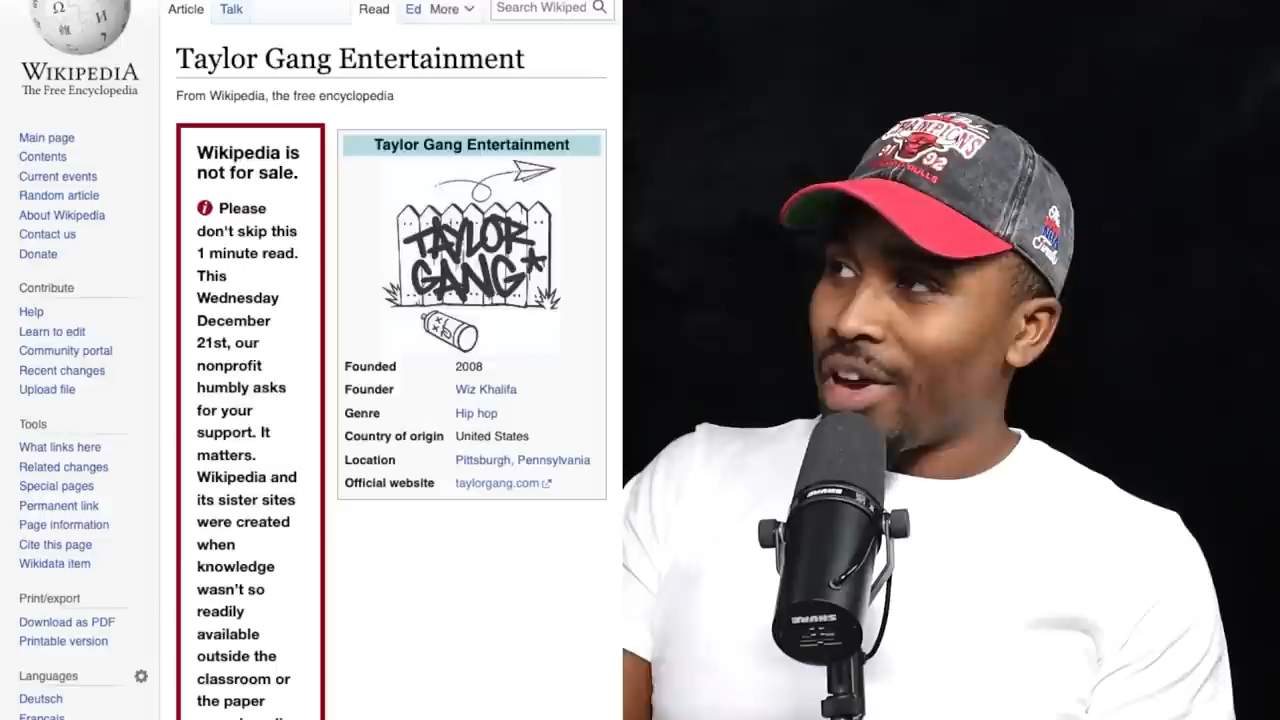 Article Talk Read Ed More Search Wikiped
WIKIPEDIA
The Free Encyclopedia
Main page
Contents
Current events
Random article
About Wikipedia
Contact us
Donate
Contribute
Help
Learn to edit
Community portal
Recent changes
Upload file
Tools
What links here
Related changes
Special pages
Permanent link
Page information
Cite this page
Wikidata item
Print/export
Download as PDF
Printable version
Languages
Deutsch
Français
Taylor Gang Entertainment
From Wikipedia, the free encyclopedia
Wikipedia is
not for sale.
Please
don't skip this
1 minute read.
This
Wednesday
December
21st, our
nonprofit
humbly asks
for your
support. It
matters.
Wikipedia and
its sister sites
were created
when
knowledge
wasn't so
readily
available
outside the
classroom or
the paper
Taylor Gang Entertainment
TAYLOR
GANG*
Founded 2008
Founder Wiz Khalifa
Genre Hip hop
Country of origin United States
Location Pittsburgh, Pennsylvania
Official website taylorgang.com
CHAMPIONS
91 92
SHURE
SHURE